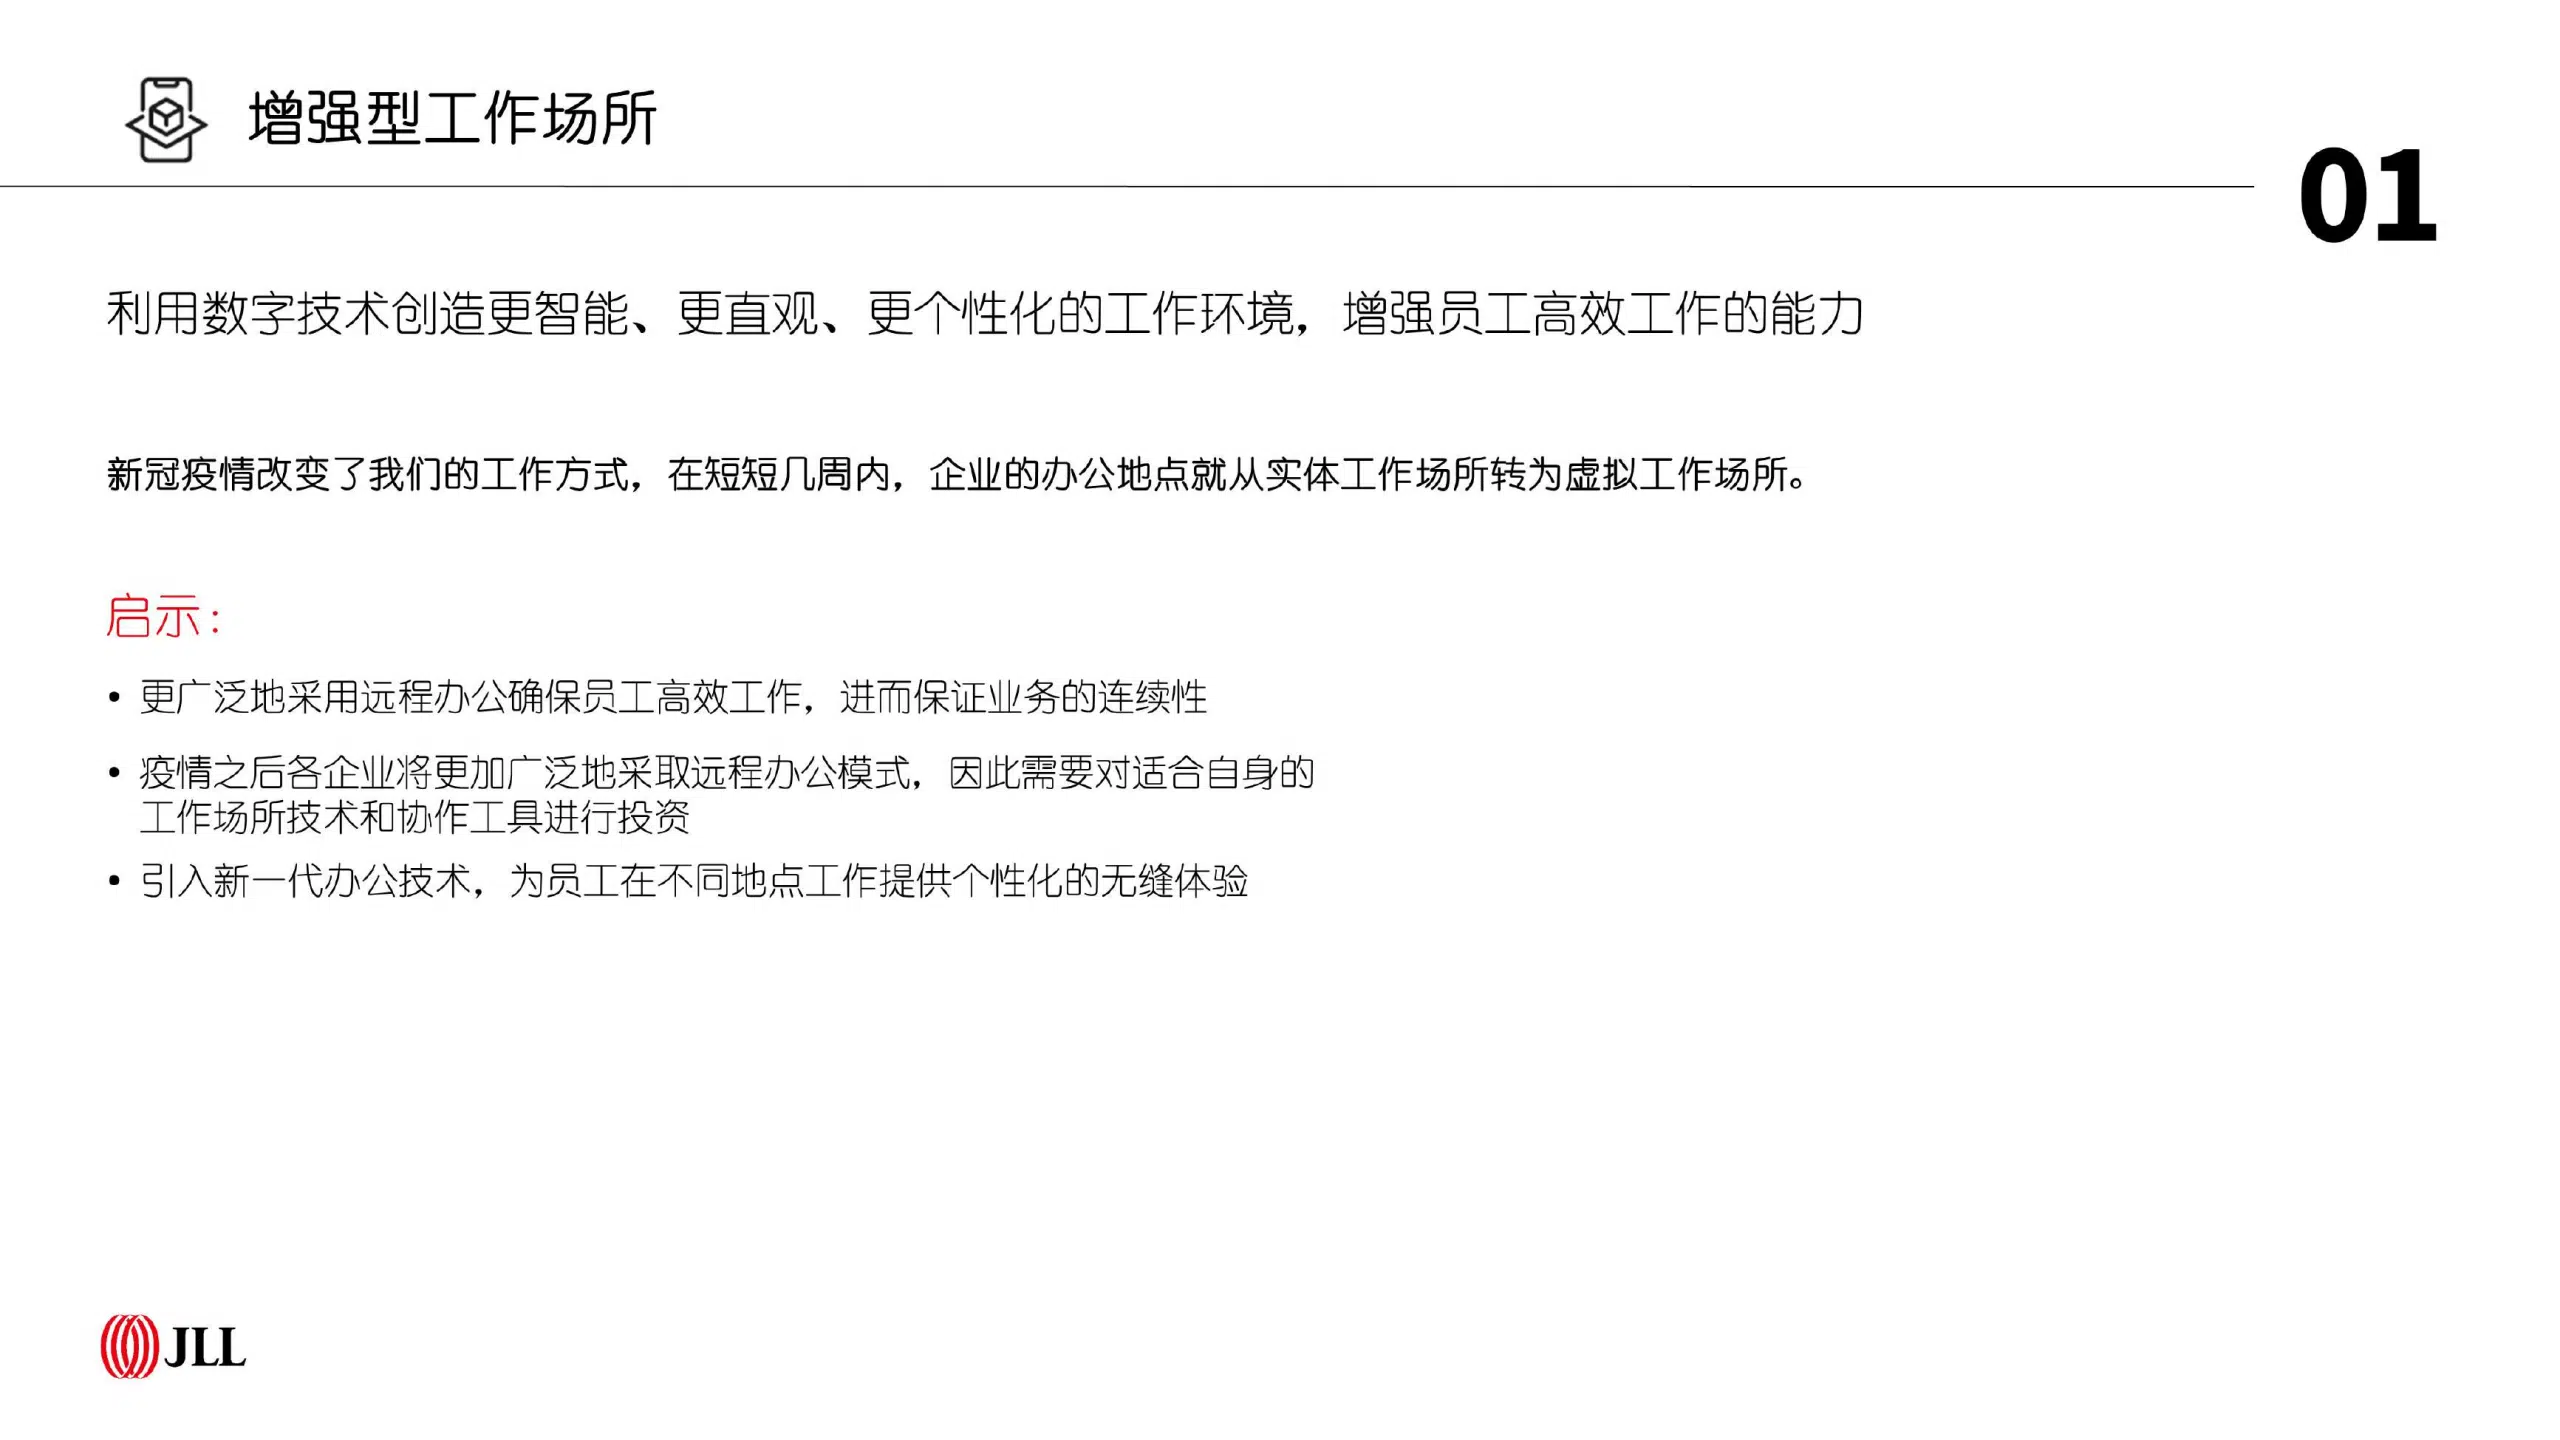 增强型工作场所
01
利用数字技术创造更智能、更直观、更个性化的工作环境，增强员工高效工作的能力
新冠疫情改变了我们的工作方式，在短短几周内，企业的办公地点就从实体工作场所转为虚拟工作场所。
启示：
• 更广泛地采用远程办公确保员工高效工作，进而保证业务的连续性
• 疫情之后各企业将更加广泛地采取远程办公模式，因此需要对适合自身的
工作场所技术和协作工具进行投资
• 引入新一代办公技术，为员工在不同地点工作提供个性化的无缝体验
JLL